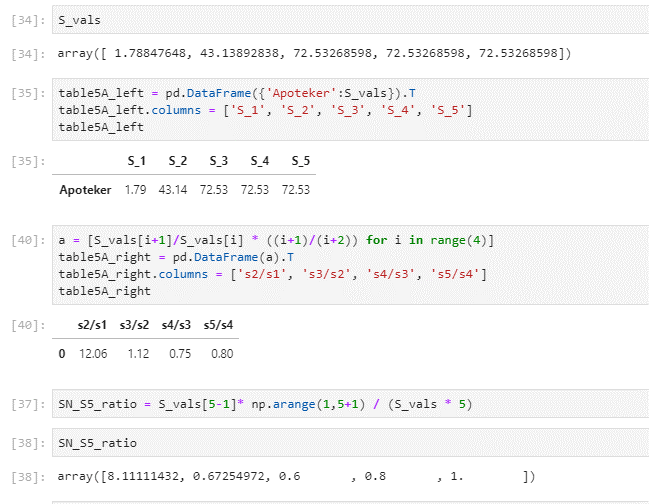 [34]: S_vals
[34]: array([ 1.78847648, 43.13892838, 72.53268598, 72.53268598, 72.53268598])
[35]: table5A_left = pd.DataFrame({'Apoteker':S_vals}).T
table5A_left.columns = ['S_1', 'S_2', 'S_3', 'S_4', 'S_5']
table5A_left
[35]: S_1 S_2 S_3 S_4 S_5
Apoteker 1.79 43.14 72.53 72.53 72.53
[40]: a = [S_vals[i+1]/S_vals[i] * ((i+1)/(i+2)) for i in range(4)]
table5A_right = pd.DataFrame(a).T
table5A_right.columns = ['s2/s1', 's3/s2', 's4/s3', 's5/s4']
table5A_right
[40]: s2/s1 s3/s2 s4/s3 s5/s4
0 12.06 1.12 0.75 0.80
[37]: SN_S5_ratio = S_vals[5-1]* np.arange(1,5+1) / (S_vals * 5)
[38]: SN_S5_ratio
[38]: array([8.11111432, 0.67254972, 0.6       , 0.8       , 1.        ])